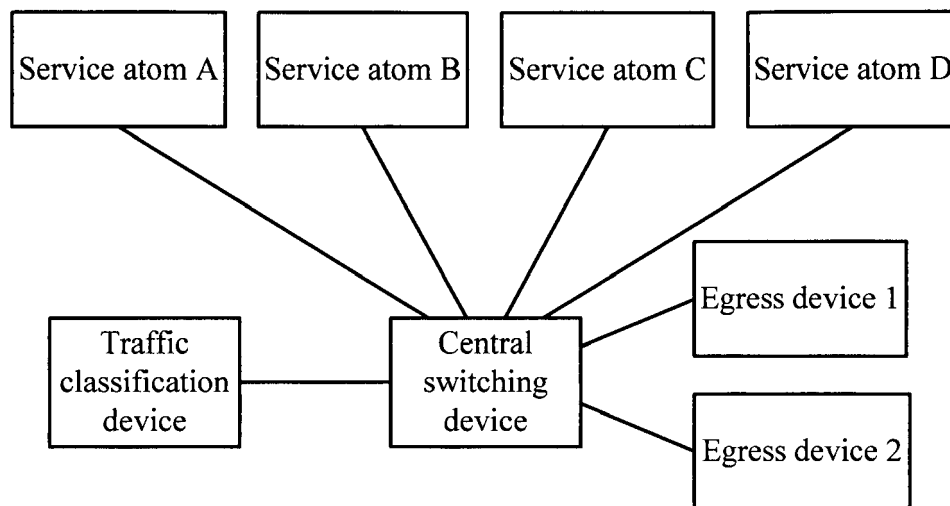 Service atom A
Service atom B
Service atom C
Service atom D
Egress device 1
Traffic
classification
device
Central
switching
device
Egress device 2